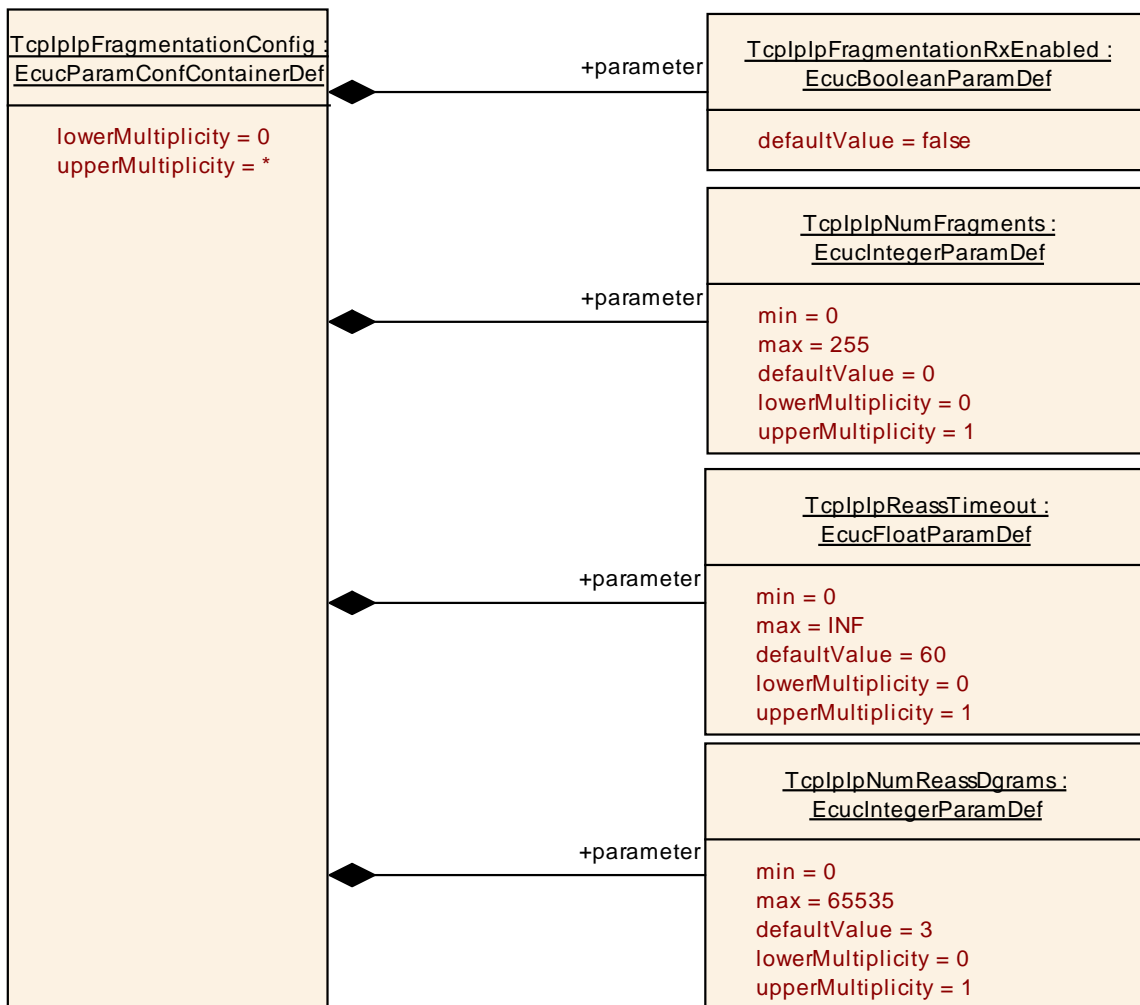 TcpIpIpFragmentationConfig :
EcucParamConfContainerDef
lowerMultiplicity = 0
upperMultiplicity = *
+parameter
TcpIpIpFragmentationRxEnabled :
EcucBooleanParamDef
defaultValue = false
+parameter
TcpIpIpNumFragments :
EcucIntegerParamDef
min = 0
max = 255
defaultValue = 0
lowerMultiplicity = 0
upperMultiplicity = 1
+parameter
TcpIpIpReassTimeout :
EcucFloatParamDef
min = 0
max = INF
defaultValue = 60
lowerMultiplicity = 0
upperMultiplicity = 1
+parameter
TcpIpIpNumReassDgrams :
EcucIntegerParamDef
min = 0
max = 65535
defaultValue = 3
lowerMultiplicity = 0
upperMultiplicity = 1